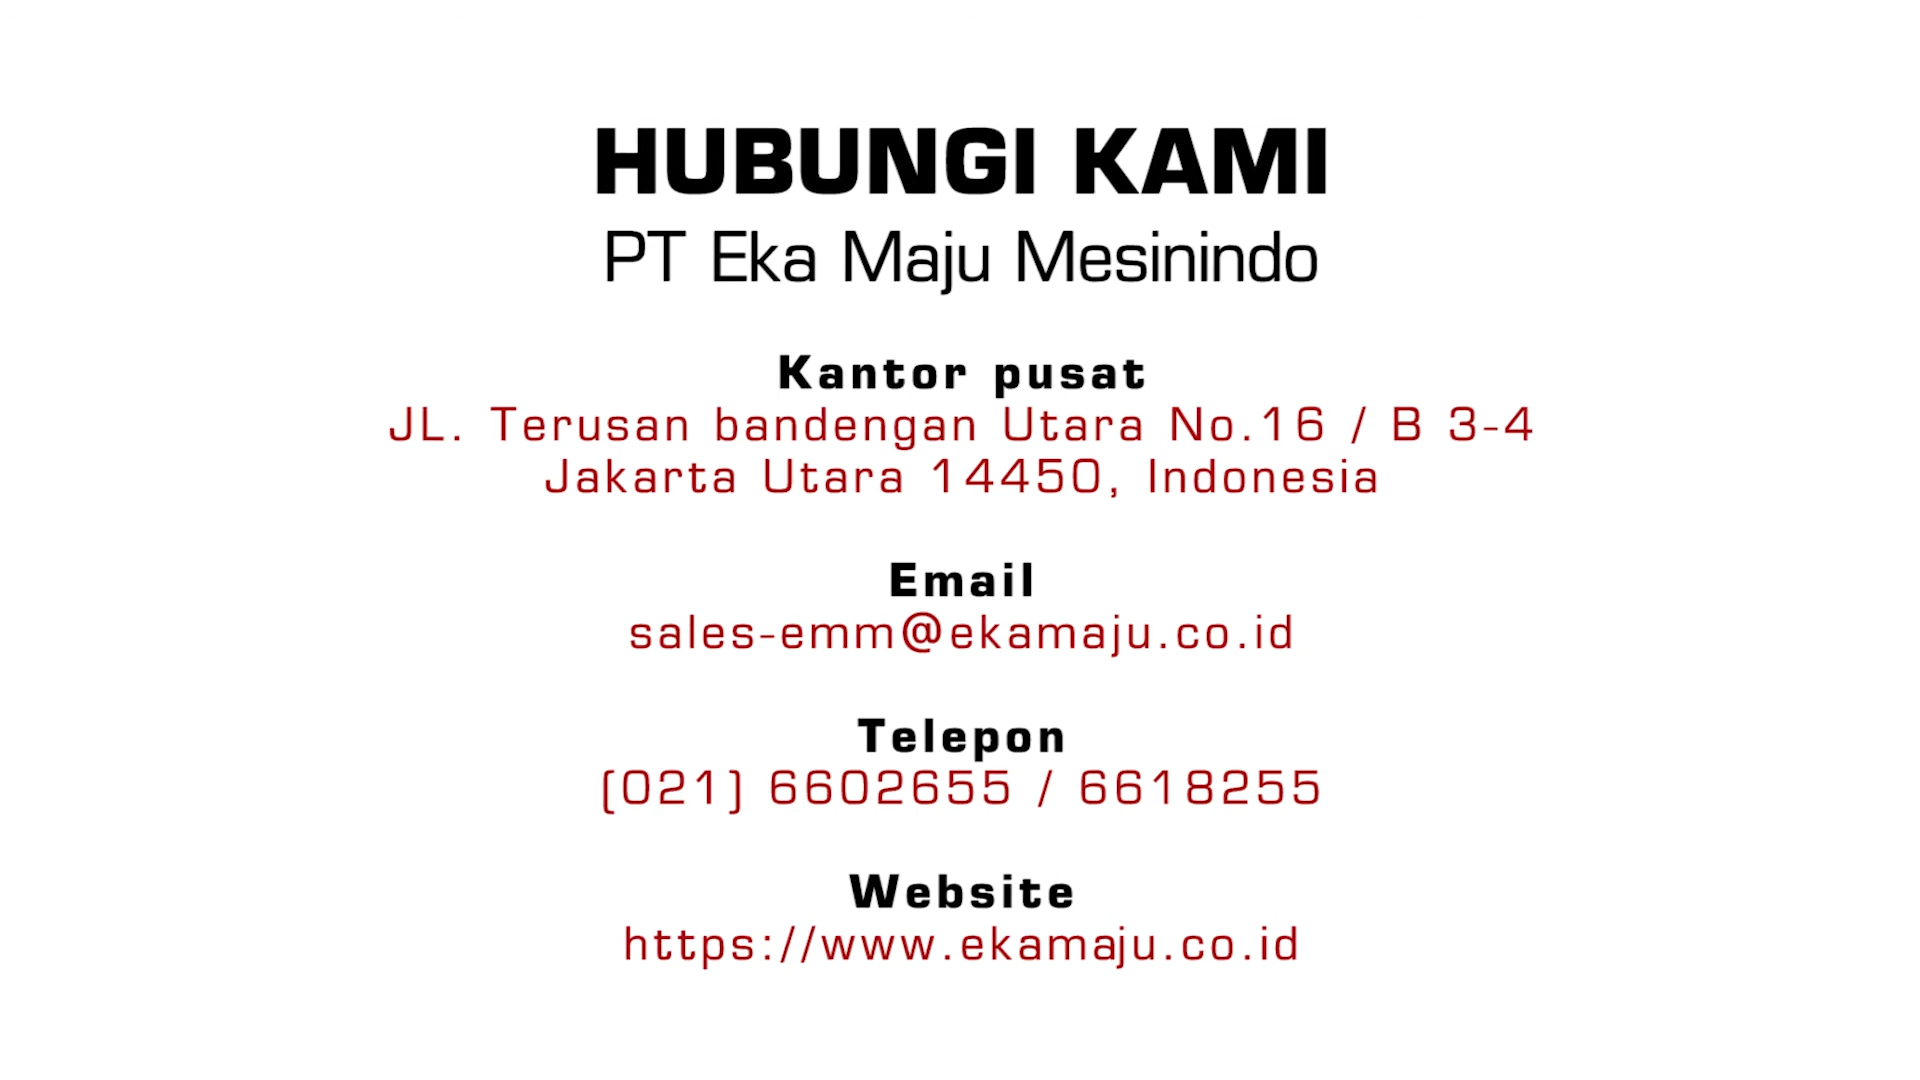 HUBUNGI KAMI
PT Eka Maju Mesinindo
Kantor pusat
JL. Terusan bandengan Utara No.16 / B 3-4
Jakarta Utara 14450, Indonesia
Email
sales-emm@ekamaju.co.id
Telepon
(021) 6602655 / 6618255
Website
https://www.ekamaju.co.id